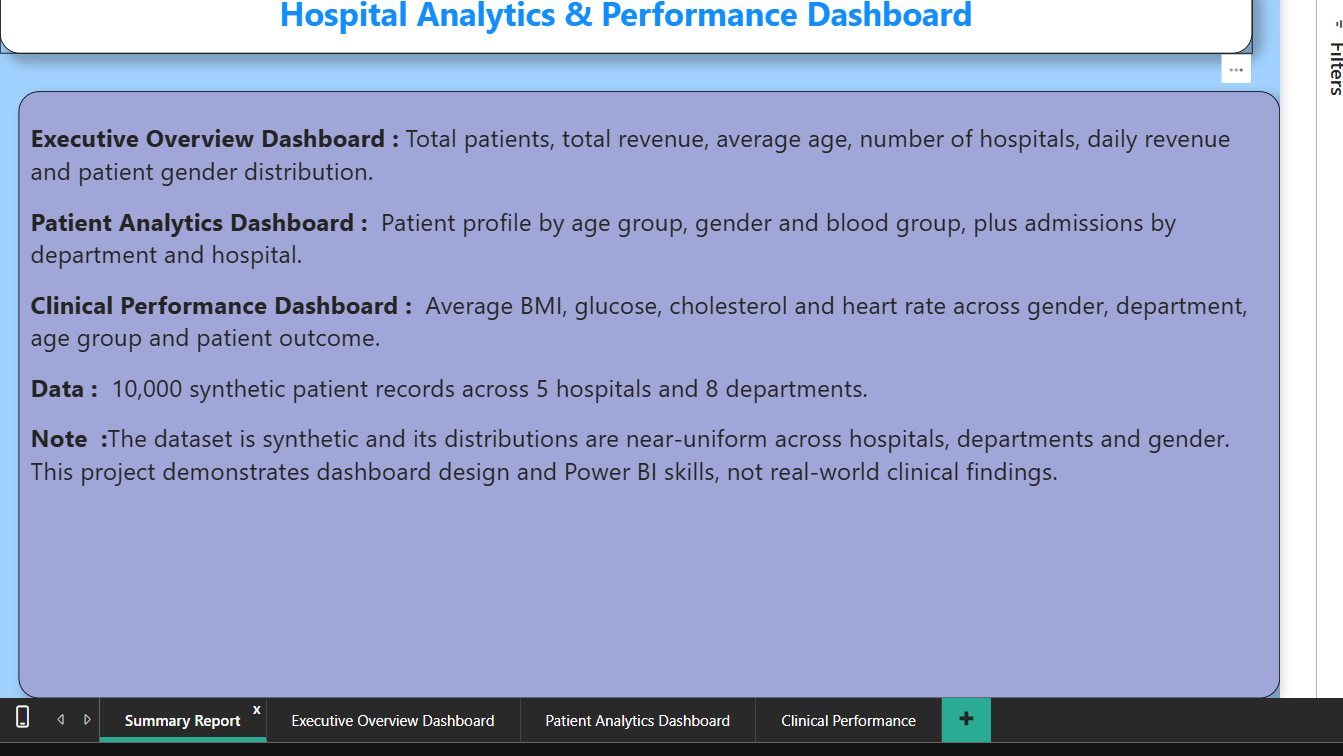 Hospital Analytics & Performance Dashboard
Filters
Executive Overview Dashboard : Total patients, total revenue, average age, number of hospitals, daily revenue
and patient gender distribution.
Patient Analytics Dashboard :  Patient profile by age group, gender and blood group, plus admissions by
department and hospital.
Clinical Performance Dashboard :  Average BMI, glucose, cholesterol and heart rate across gender, department,
age group and patient outcome.
Data :  10,000 synthetic patient records across 5 hospitals and 8 departments.
Note  :The dataset is synthetic and its distributions are near-uniform across hospitals, departments and gender.
This project demonstrates dashboard design and Power BI skills, not real-world clinical findings.
Summary Report x Executive Overview Dashboard Patient Analytics Dashboard Clinical Performance +